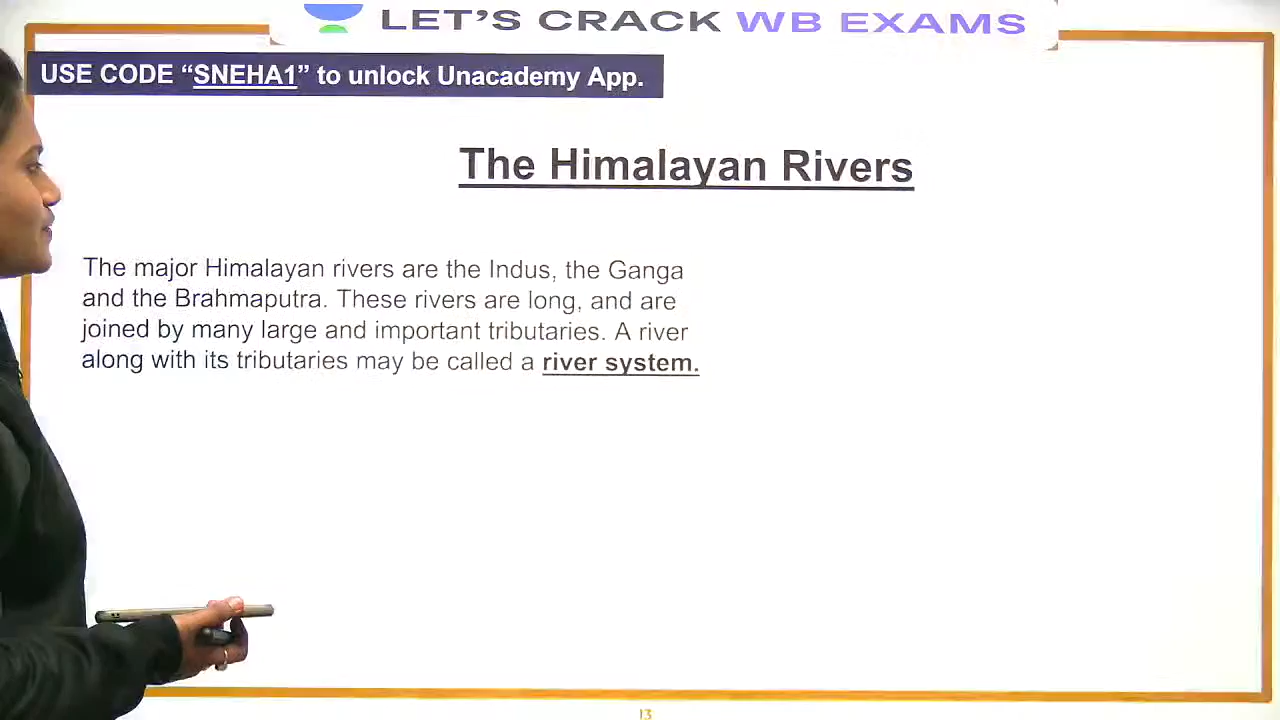 LET'S CRACK WB EXAMS
USE CODE “SNEHA1” to unlock Unacademy App.
The Himalayan Rivers
The major Himalayan rivers are the Indus, the Ganga
and the Brahmaputra. These rivers are long, and are
joined by many large and important tributaries. A river
along with its tributaries may be called a river system.
13